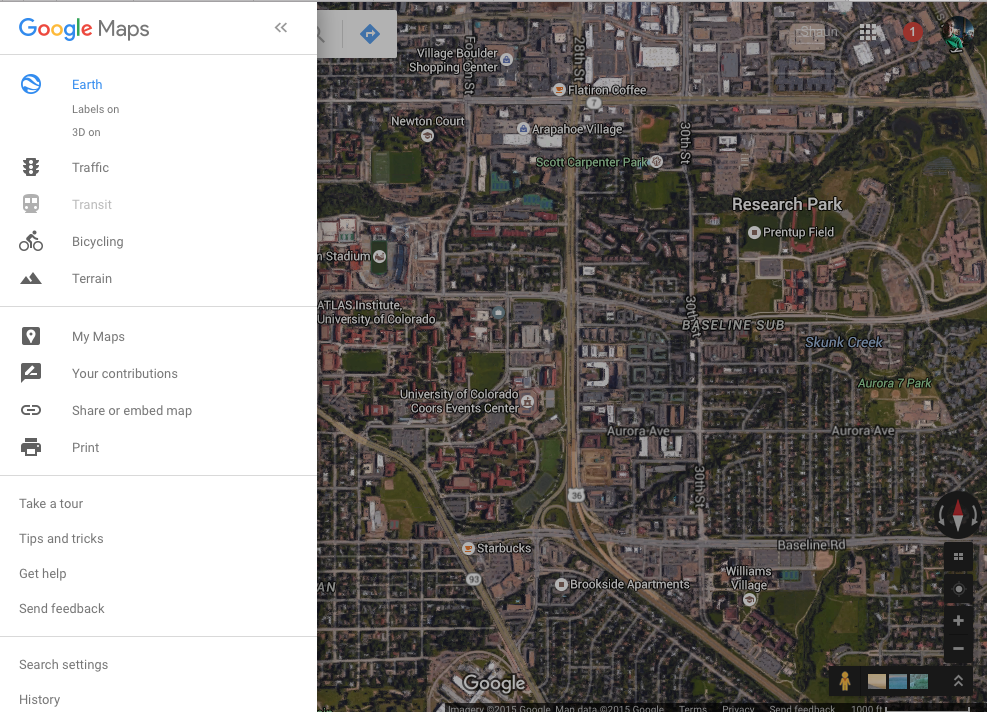 Google Maps
Earth
Labels on
3D on
Traffic
Transit
Bicycling
Terrain
My Maps
Your contributions
Share or embed map
Print
Take a tour
Tips and tricks
Get help
Send feedback
Search settings
History
Shaun
1
Village Boulder
Shopping Center
28th St
Flatiron Coffee
7
Newton Court
Arapahoe Village
30th St
Scott Carpenter Park
Research Park
Prentup Field
Stadium
ATLAS Institute,
University of Colorado
30th St
BASELINE SUB
Skunk Creek
Aurora 7 Park
University of Colorado
Coors Events Center
Aurora Ave
Aurora Ave
30th St
36
Baseline Rd
Starbucks
93
Brookside Apartments
Williams
Village
Google
Imagery ©2015 Google, Map data ©2015 Google
Terms
Privacy
Send feedback
1000 ft